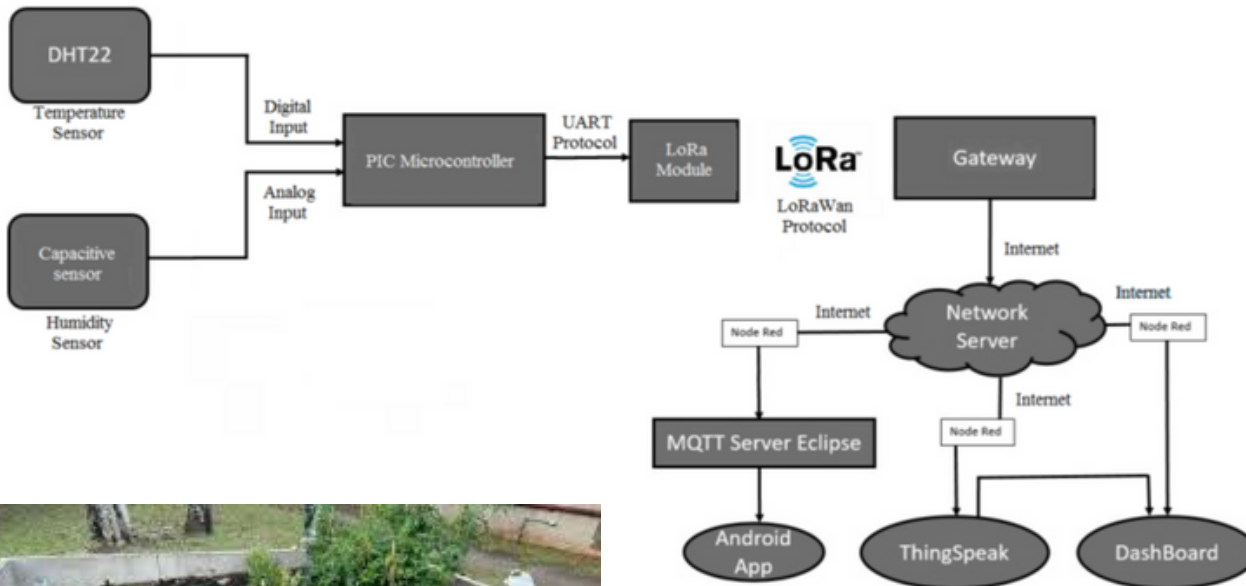 DHT22
Temperature
Sensor
Digital
Input
Analog
Input
Capacitive
sensor
Humidity
Sensor
PIC Microcontroller
UART
Protocol
LoRa
Module
LoRa™
LoRaWan
Protocol
Gateway
Internet
Network
Server
Internet
Node Red
Internet
Node Red
Internet
Node Red
MQTT Server Eclipse
Android
App
ThingSpeak
DashBoard